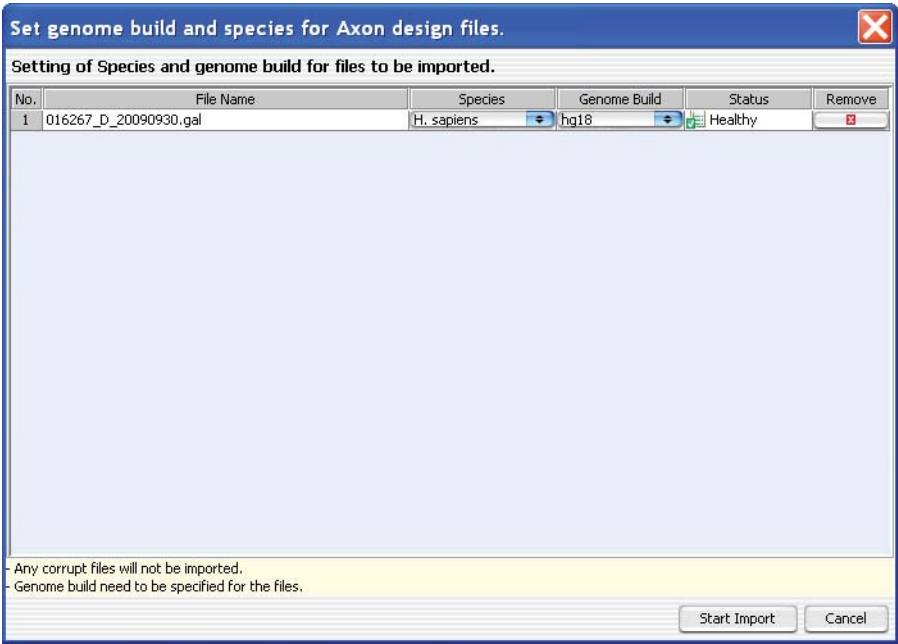 Set genome build and species for Axon design files.
Setting of Species and genome build for files to be imported.
No. File Name Species Genome Build Status Remove
1 016267_D_20090930.gal H. sapiens hg18 Healthy
- Any corrupt files will not be imported.
- Genome build need to be specified for the files.
Start Import Cancel